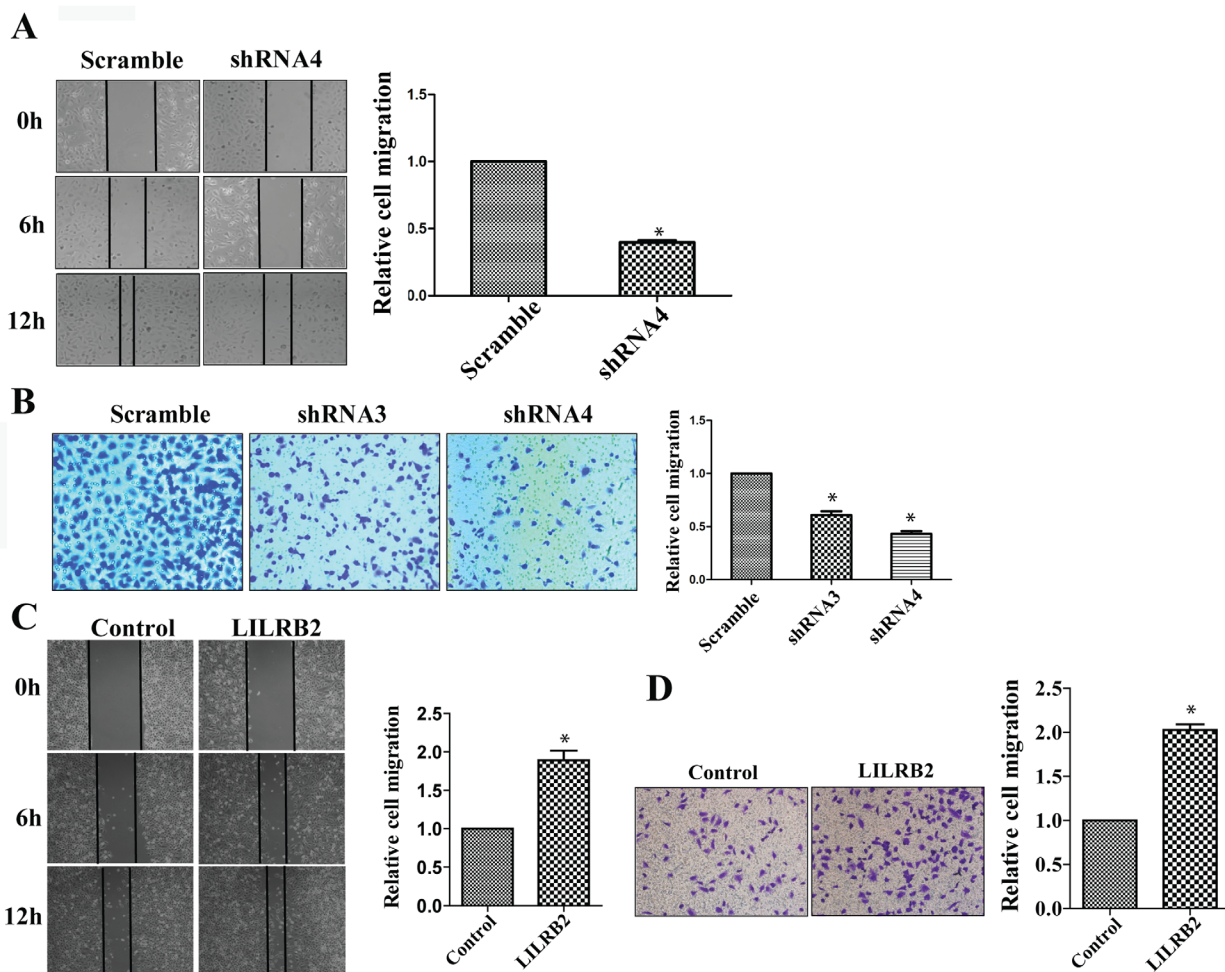 A
Scramble shRNA4
0h
6h
12h
Relative cell migration
1.5
1.0
0.5
0.0
Scramble
shRNA4
*
B
Scramble shRNA3 shRNA4
Relative cell migration
1.5
1.0
0.5
0.0
Scramble
shRNA3
shRNA4
*
*
C
Control LILRB2
0h
6h
12h
Relative cell migration
2.5
2.0
1.5
1.0
0.5
0.0
Control
LILRB2
*
D
Control LILRB2
Relative cell migration
2.5
2.0
1.5
1.0
0.5
0.0
Control
LILRB2
*